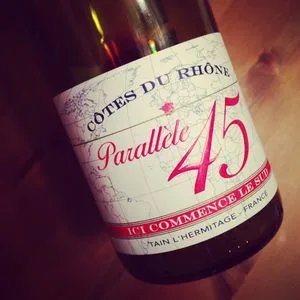 CÔTES DU RHÔNE
Parallèle
45
ICI COMMENCE LE SUD
TAIN L'HERMITAGE - FRANCE